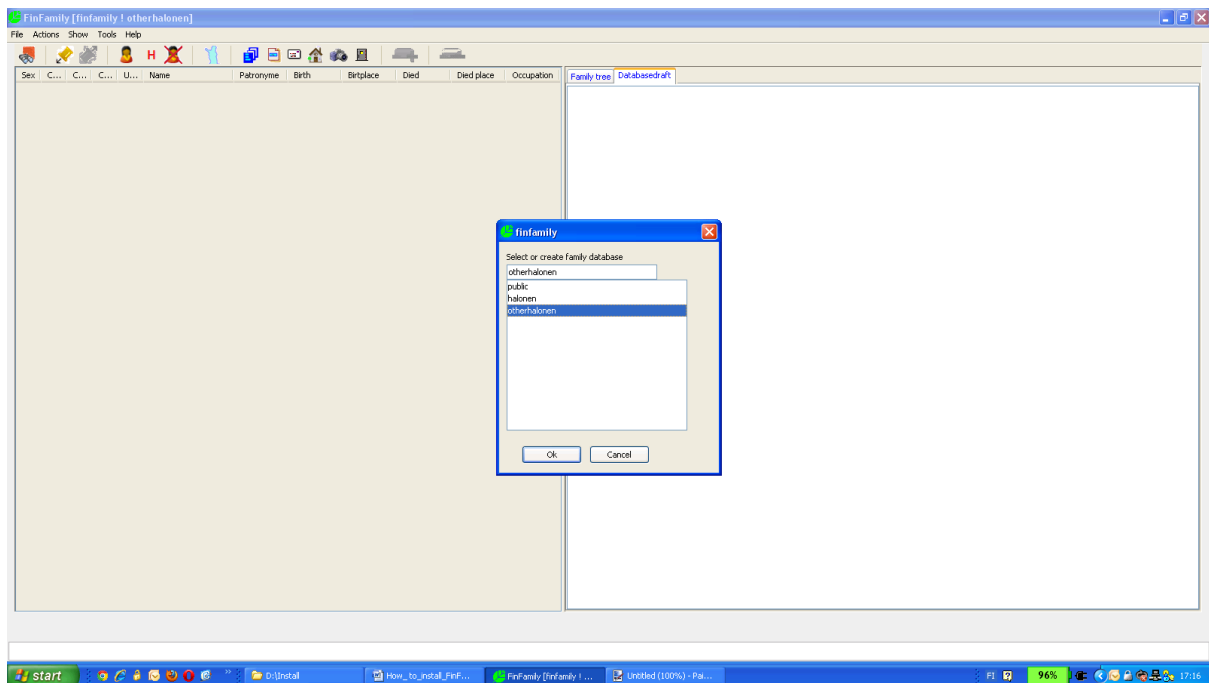 FinFamily [finfamily ! otherhalonen]
File Actions Show Tools Help
H
Sex C... C... C... U... Name Patronyme Birth Birtplace Died Died place Occupation
Family tree Databasedraft
finfamily
Select or create family database
otherhalonen
public
halonen
otherhalonen
Ok Cancel
start D:\Install How_to_install_FinF... FinFamily [finfamily ! ... Untitled (100%) - Pai... FI 96% 17:16